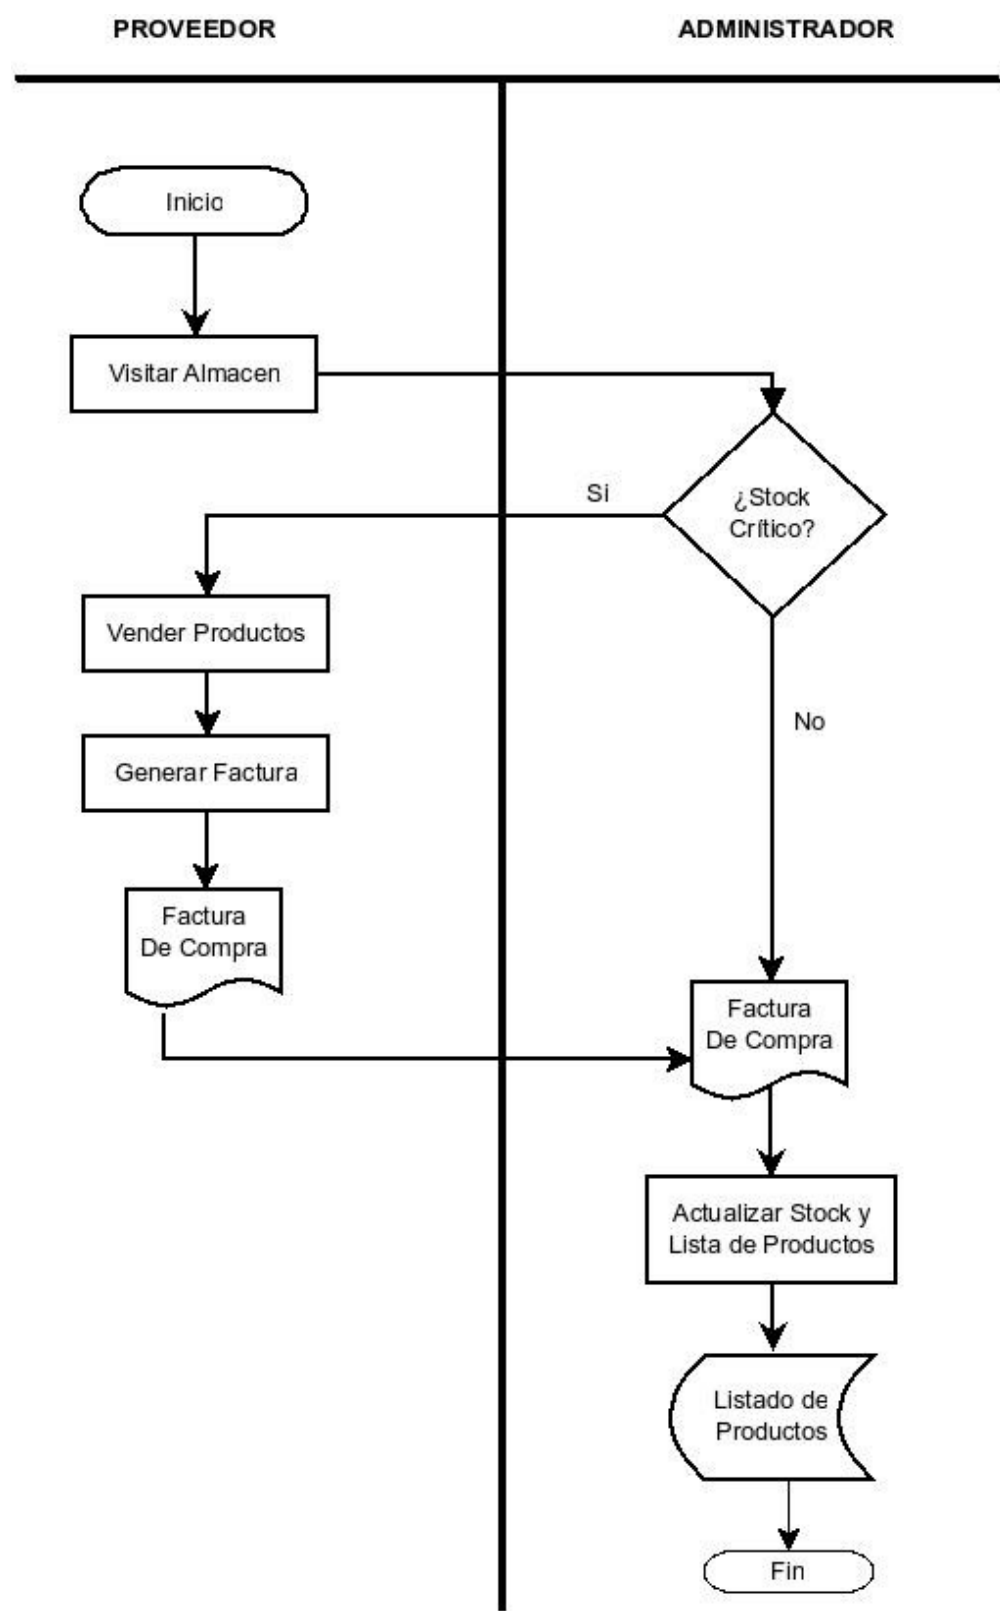 PROVEEDOR
ADMINISTRADOR
Inicio
Visitar Almacen
¿Stock
Crítico?
Si
No
Vender Productos
Generar Factura
Factura
De Compra
Factura
De Compra
Actualizar Stock y
Lista de Productos
Listado de
Productos
Fin